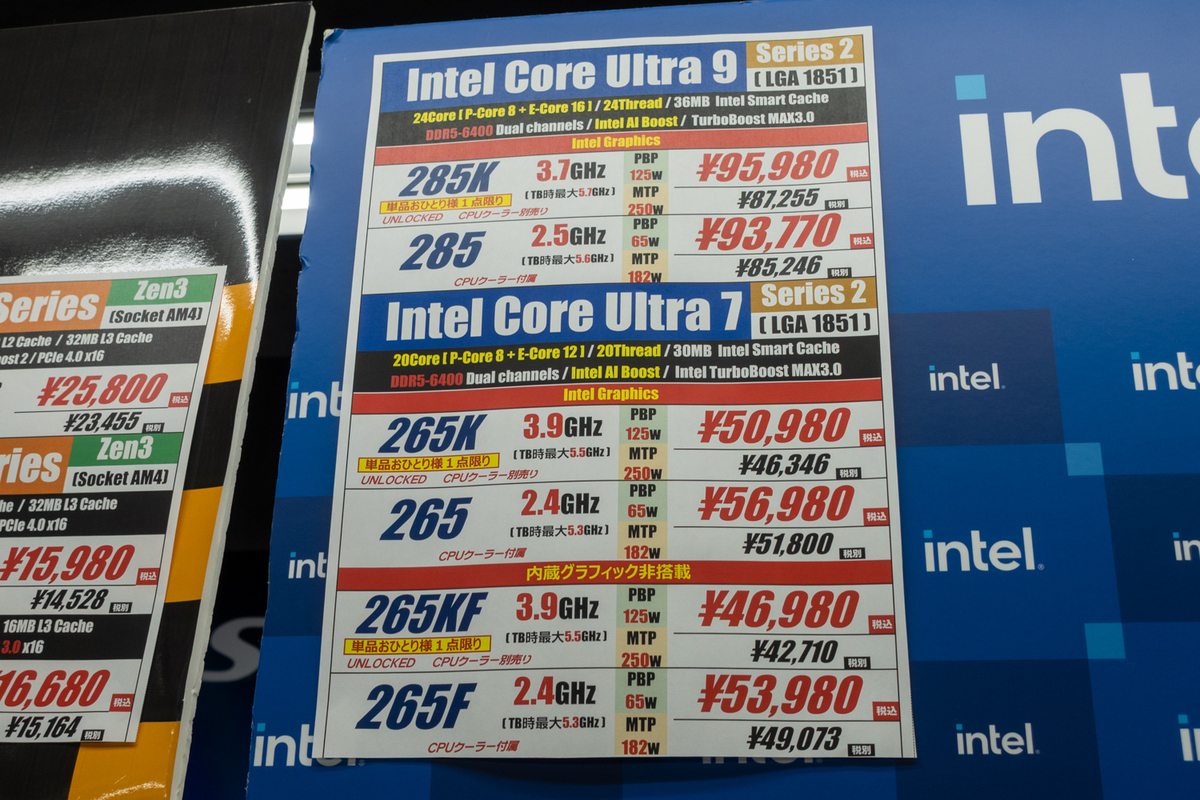 Intel Core Ultra 9
Series 2
( LGA 1851 )
24Core [ P-Core 8 + E-Core 16 ] / 24Thread / 36MB Intel Smart Cache
DDR5-6400 Dual channels / Intel AI Boost / TurboBoost MAX3.0
Intel Graphics
285K
単品おひとり様1点限り
UNLOCKED CPUクーラー別売り
3.7GHz
(TB時最大5.7GHz)
PBP
125w
MTP
250w
¥95,980 税込
¥87,255 税別
285
CPUクーラー付属
2.5GHz
(TB時最大5.6GHz)
PBP
65w
MTP
182w
¥93,770 税込
¥85,246 税別
Intel Core Ultra 7
Series 2
( LGA 1851 )
20Core [ P-Core 8 + E-Core 12 ] / 20Thread / 30MB Intel Smart Cache
DDR5-6400 Dual channels / Intel AI Boost / Intel TurboBoost MAX3.0
Intel Graphics
265K
単品おひとり様1点限り
UNLOCKED CPUクーラー別売り
3.9GHz
(TB時最大5.5GHz)
PBP
125w
MTP
250w
¥50,980 税込
¥46,346 税別
265
CPUクーラー付属
2.4GHz
(TB時最大5.3GHz)
PBP
65w
MTP
182w
¥56,980 税込
¥51,800 税別
内蔵グラフィック非搭載
265KF
単品おひとり様1点限り
UNLOCKED CPUクーラー別売り
3.9GHz
(TB時最大5.5GHz)
PBP
125w
MTP
250w
¥46,980 税込
¥42,710 税別
265F
CPUクーラー付属
2.4GHz
(TB時最大5.3GHz)
PBP
65w
MTP
182w
¥53,980 税込
¥49,073 税別
Series
Zen3
(Socket AM4)
L2 Cache / 32MB L3 Cache
oost 2 / PCIe 4.0 x16
¥25,800 税込
¥23,455 税別
ries
Zen3
(Socket AM4)
he / 32MB L3 Cache
PCIe 4.0 x16
¥15,980 税込
¥14,528 税別
16MB L3 Cache
3.0 x16
16,680 税込
¥15,164 税別
int
intel.
int
int
intel.
in
int
intel
intel.